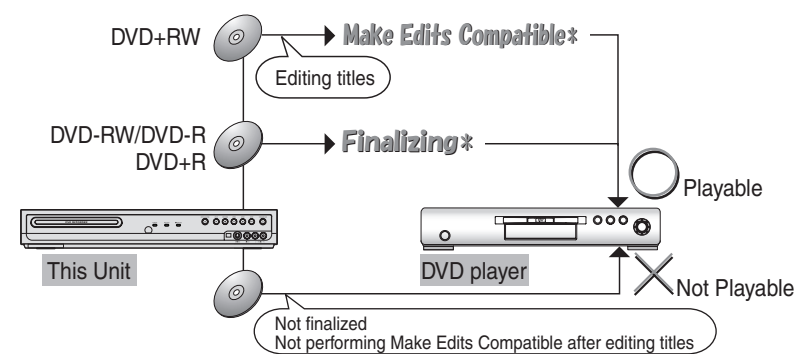 DVD+RW
Make Edits Compatible*
Editing titles
DVD-RW/DVD-R
DVD+R
Finalizing*
Playable
This Unit
DVD player
Not Playable
Not finalized
Not performing Make Edits Compatible after editing titles